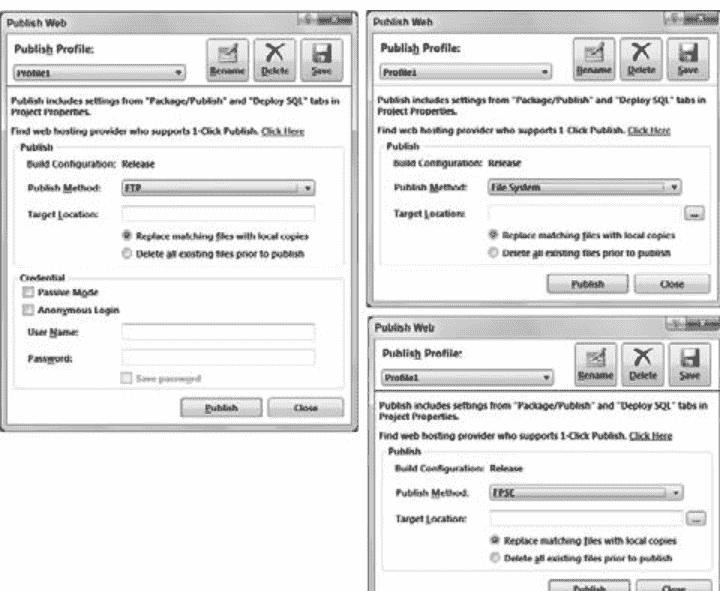 Publish Web
Publish Profile:
Profile1
Rename
Delete
Save
Publish includes settings from "Package/Publish" and "Deploy SQL" tabs in
Project Properties.
Find web hosting provider who supports 1-Click Publish. Click Here
Publish
Build Configuration: Release
Publish Method: FTP
Target Location:
Replace matching files with local copies
Delete all existing files prior to publish
Credential
Passive Mode
Anonymous Login
User Name:
Password:
Save password
Publish
Close
Publish Web
Publish Profile:
Profile1
Rename
Delete
Save
Publish includes settings from "Package/Publish" and "Deploy SQL" tabs in
Project Properties.
Find web hosting provider who supports 1 Click Publish. Click Here
Publish
Build Configuration: Release
Publish Method: File System
Target Location:
...
Replace matching files with local copies
Delete all existing files prior to publish
Publish
Close
Publish Web
Publish Profile:
Profile1
Rename
Delete
Save
Publish includes settings from "Package/Publish" and "Deploy SQL" tabs in
Project Properties.
Find web hosting provider who supports 1-Click Publish. Click Here
Publish
Build Configuration: Release
Publish Method: FPSE
Target Location:
...
Replace matching files with local copies
Delete all existing files prior to publish
Publish
Close